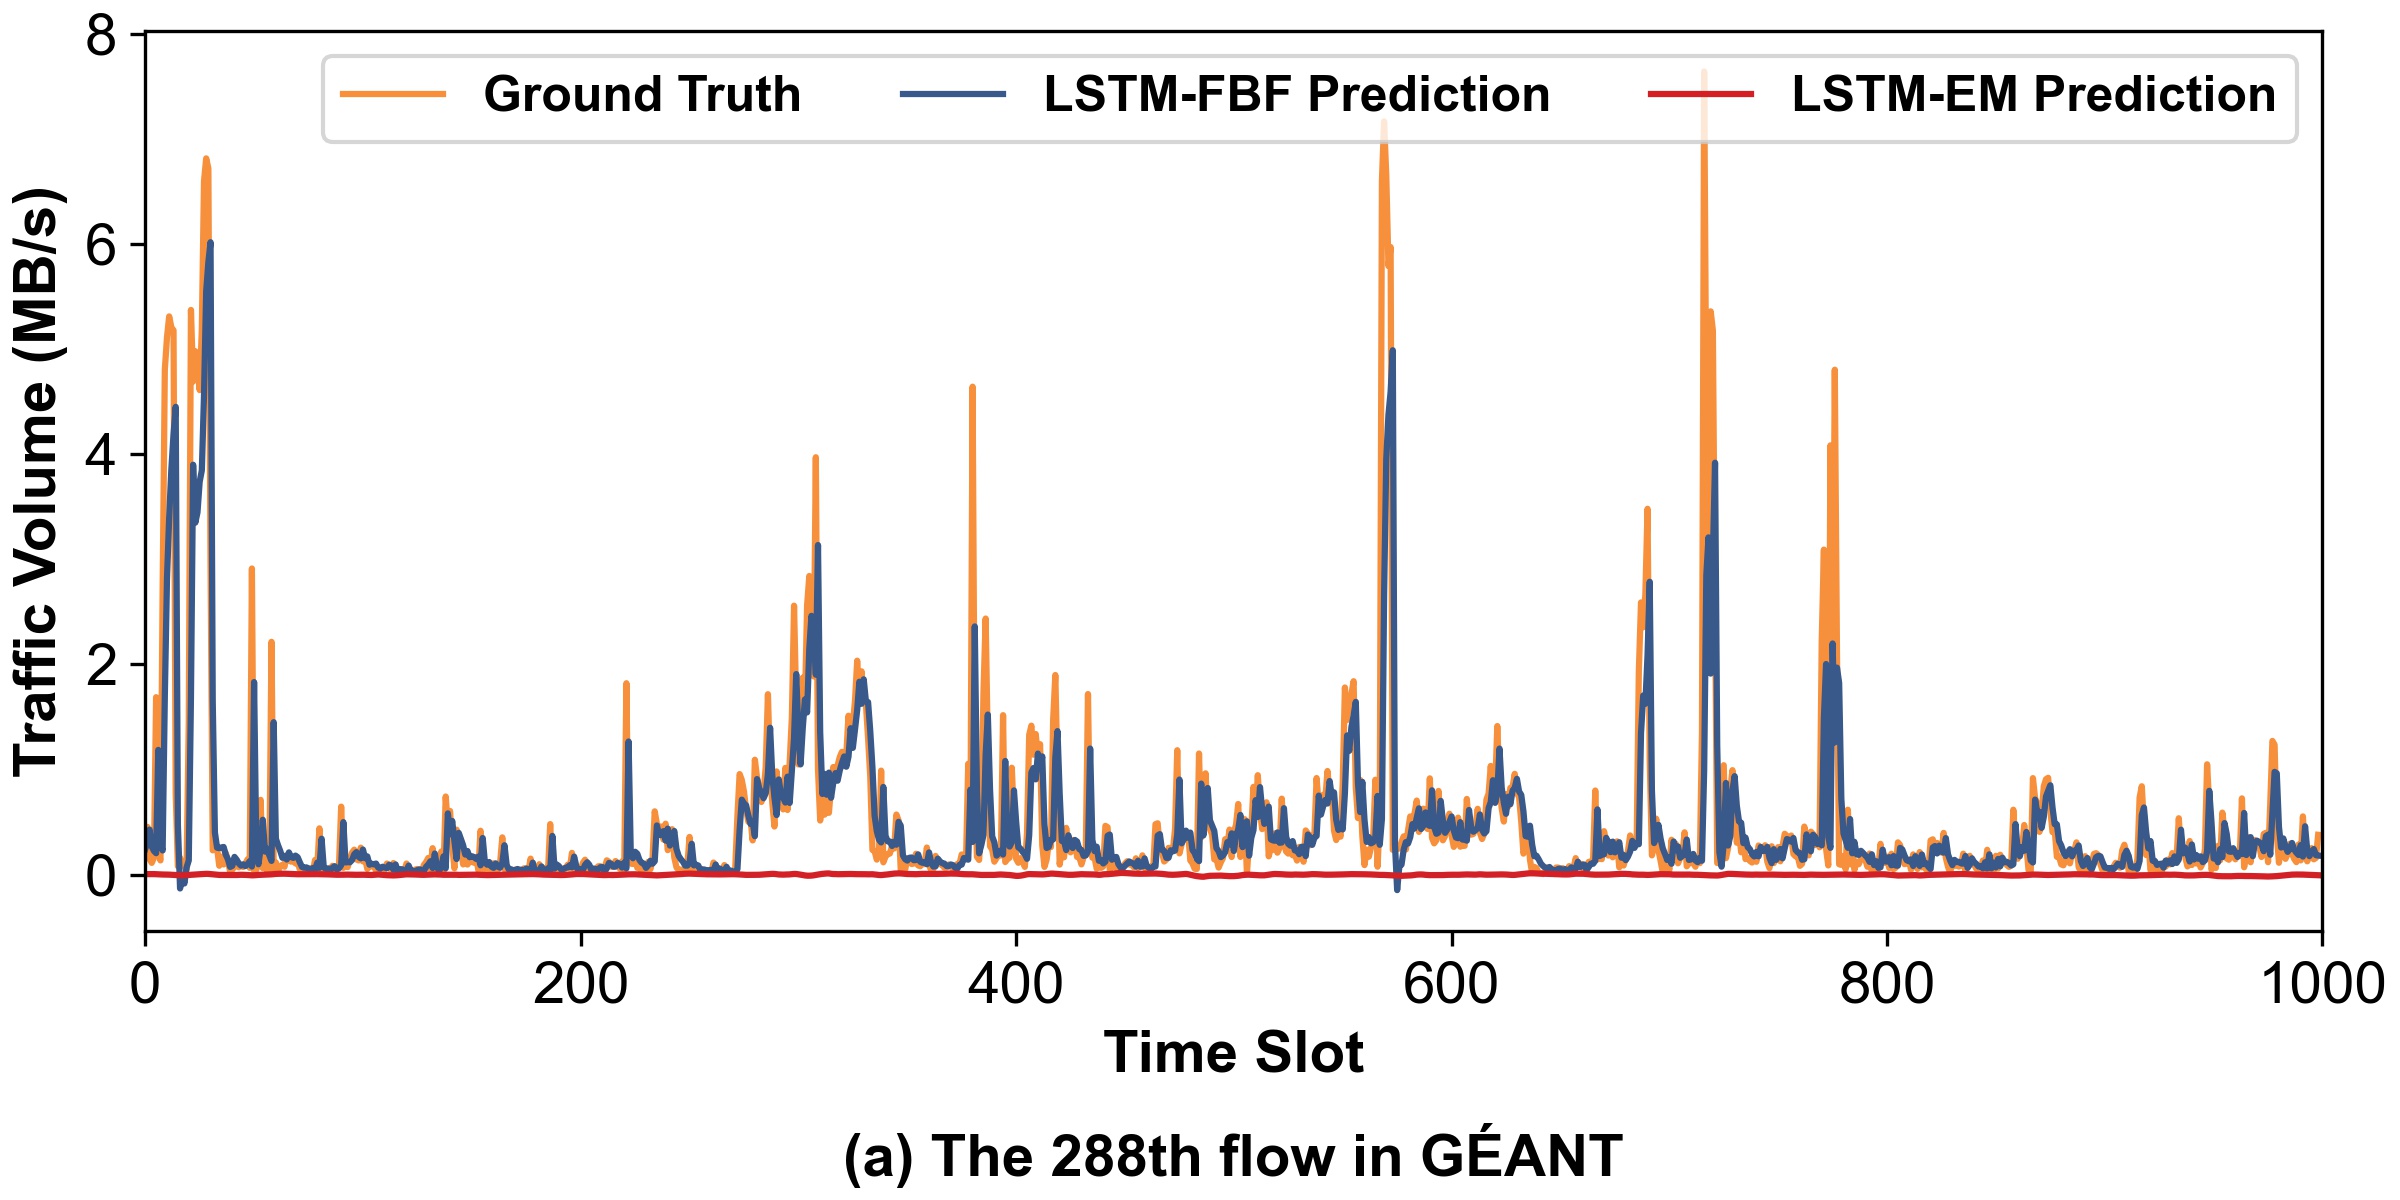 8
6
4
2
0
Traffic Volume (MB/s)
Ground Truth
LSTM-FBF Prediction
LSTM-EM Prediction
0 200 400 600 800 1000
Time Slot
(a) The 288th flow in GÉANT